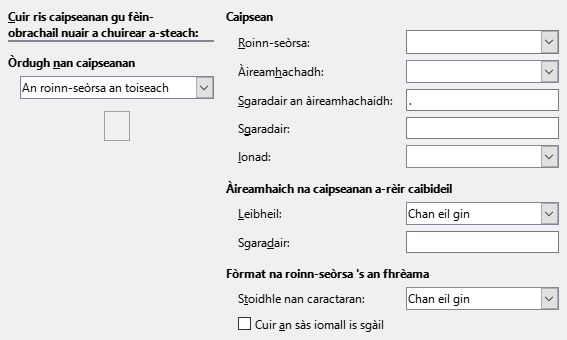 Cuir ris caipseanan gu fèin-
obrachail nuair a chuirear a-steach:
Òrdugh nan caipseanan
An roinn-seòrsa an toiseach
Caipsean
Roinn-seòrsa:
Àireamhachadh:
Sgaradair an àireamhachaidh:
.
Sgaradair:
Ionad:
Àireamhaich na caipseanan a-rèir caibideil
Leibheil:
Chan eil gin
Sgaradair:
Fòrmat na roinn-seòrsa 's an fhrèama
Stoidhle nan caractaran:
Chan eil gin
Cuir an sàs iomall is sgàil